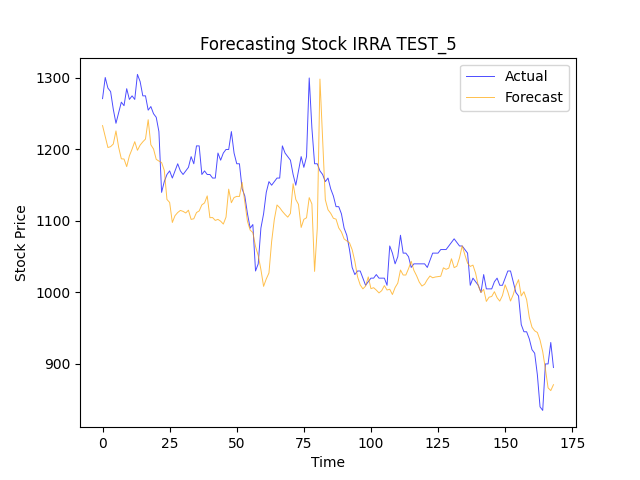 Forecasting Stock IRRA TEST_5
Actual
Forecast
Stock Price
1300
1200
1100
1000
900
0 25 50 75 100 125 150 175
Time